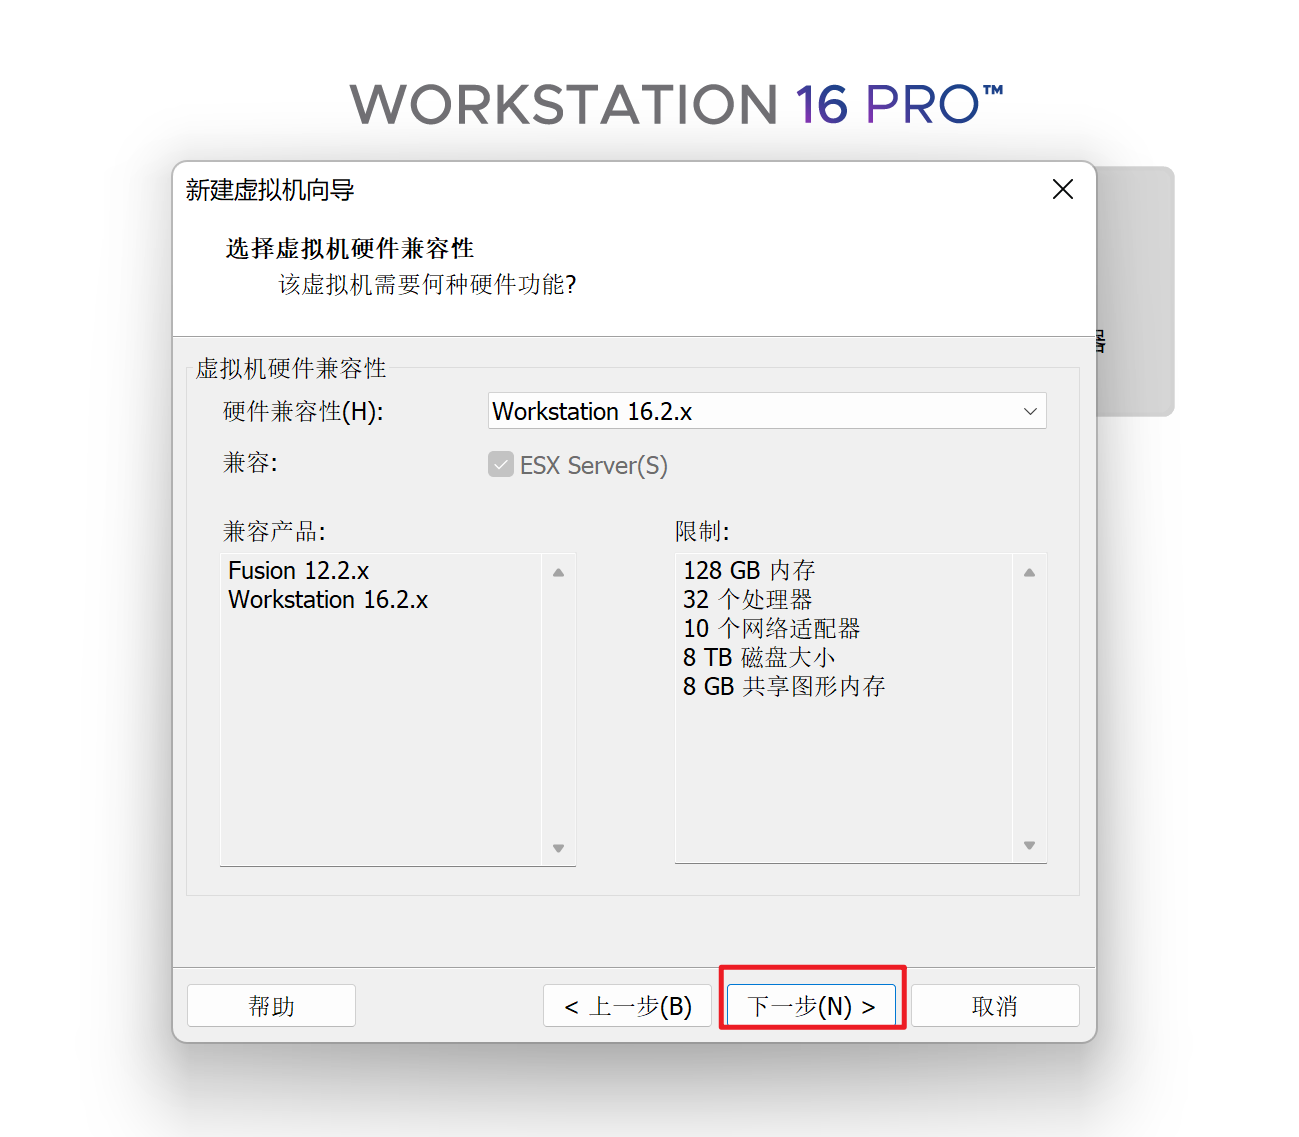 WORKSTATION 16 PRO™
新建虚拟机向导
选择虚拟机硬件兼容性
该虚拟机需要何种硬件功能?
器
虚拟机硬件兼容性
硬件兼容性(H):
Workstation 16.2.x
兼容:
ESX Server(S)
兼容产品:
Fusion 12.2.x
Workstation 16.2.x
限制:
128 GB 内存
32 个处理器
10 个网络适配器
8 TB 磁盘大小
8 GB 共享图形内存
帮助
< 上一步(B)
下一步(N) >
取消